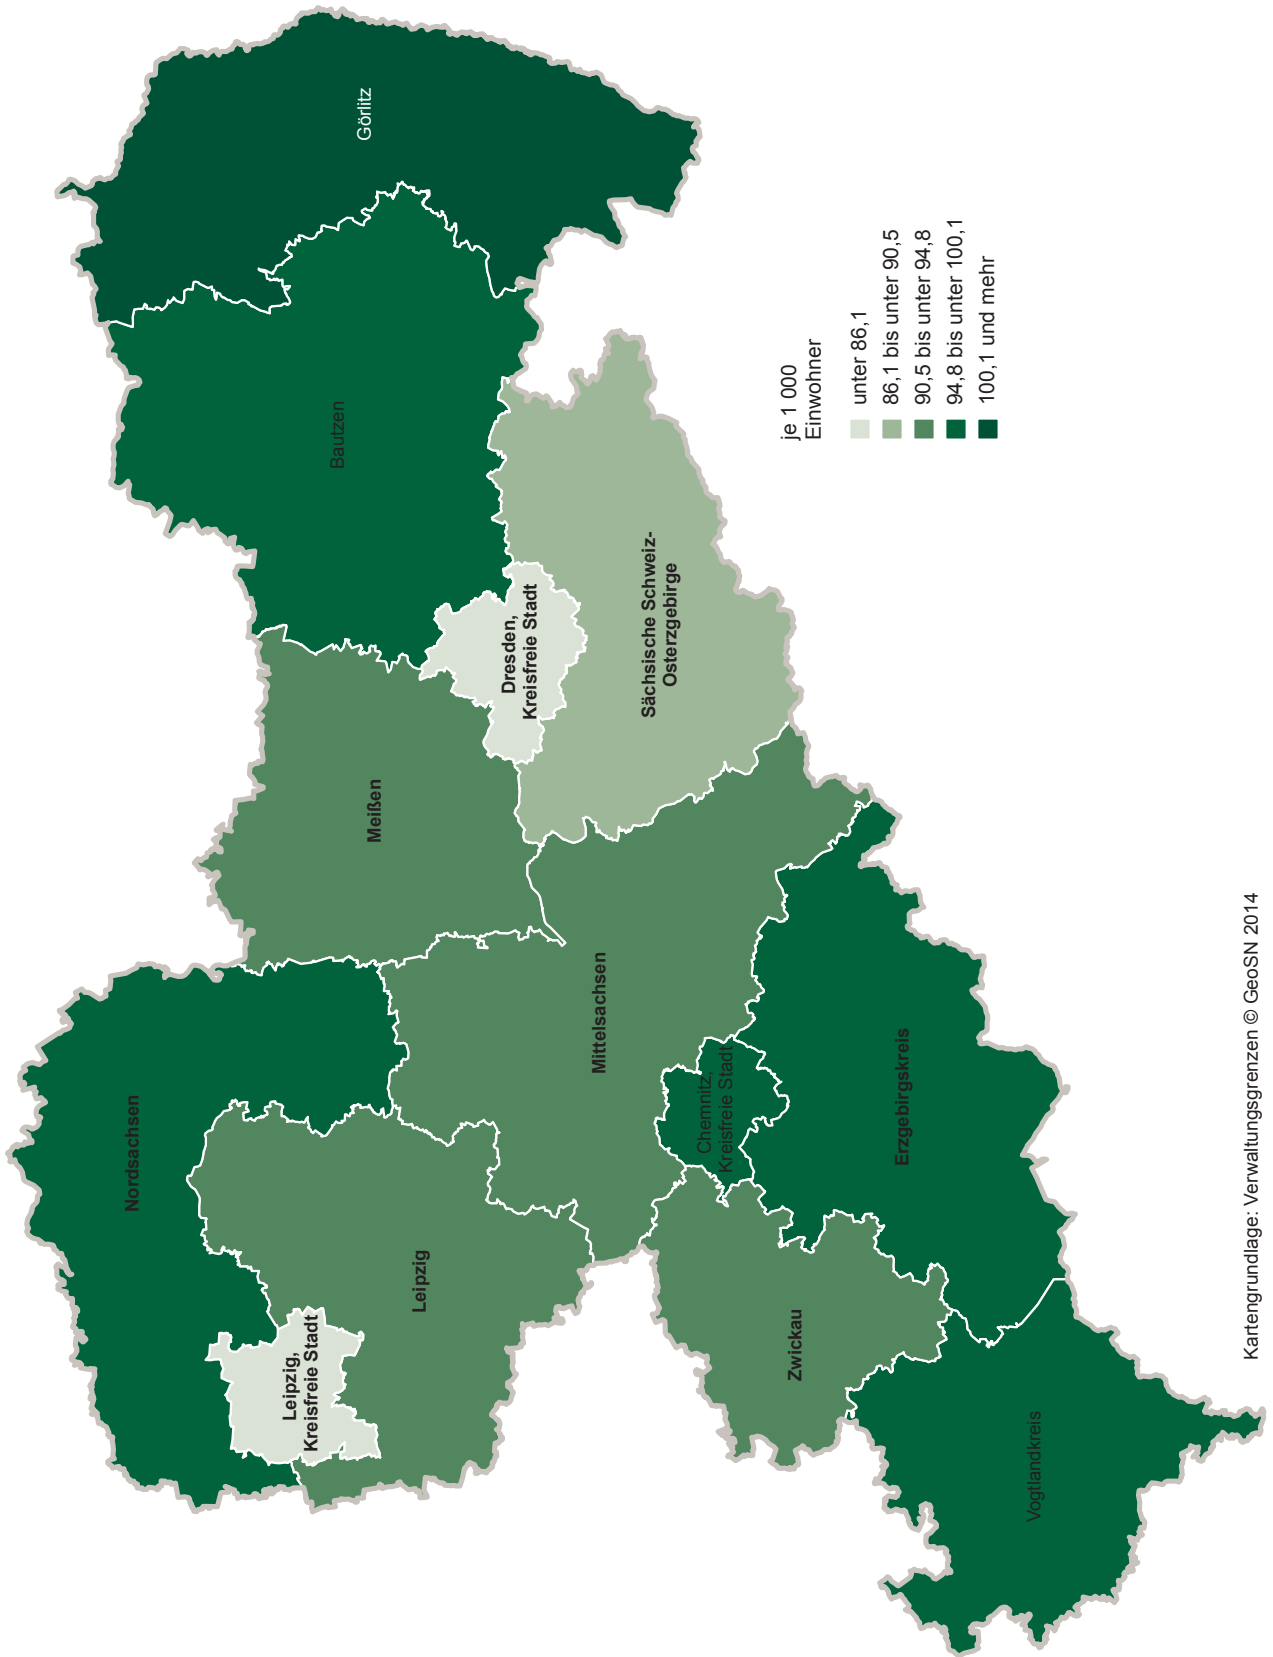 Nordsachsen
Leipzig,
Kreisfreie Stadt
Leipzig
Meißen
Bautzen
Görlitz
Dresden,
Kreisfreie Stadt
Mittelsachsen
Sächsische Schweiz-
Osterzgebirge
Chemnitz,
Kreisfreie Stadt
Zwickau
Erzgebirgskreis
Vogtlandkreis
je 1 000
Einwohner
unter 86,1
86,1 bis unter 90,5
90,5 bis unter 94,8
94,8 bis unter 100,1
100,1 und mehr
Kartengrundlage: Verwaltungsgrenzen © GeoSN 2014